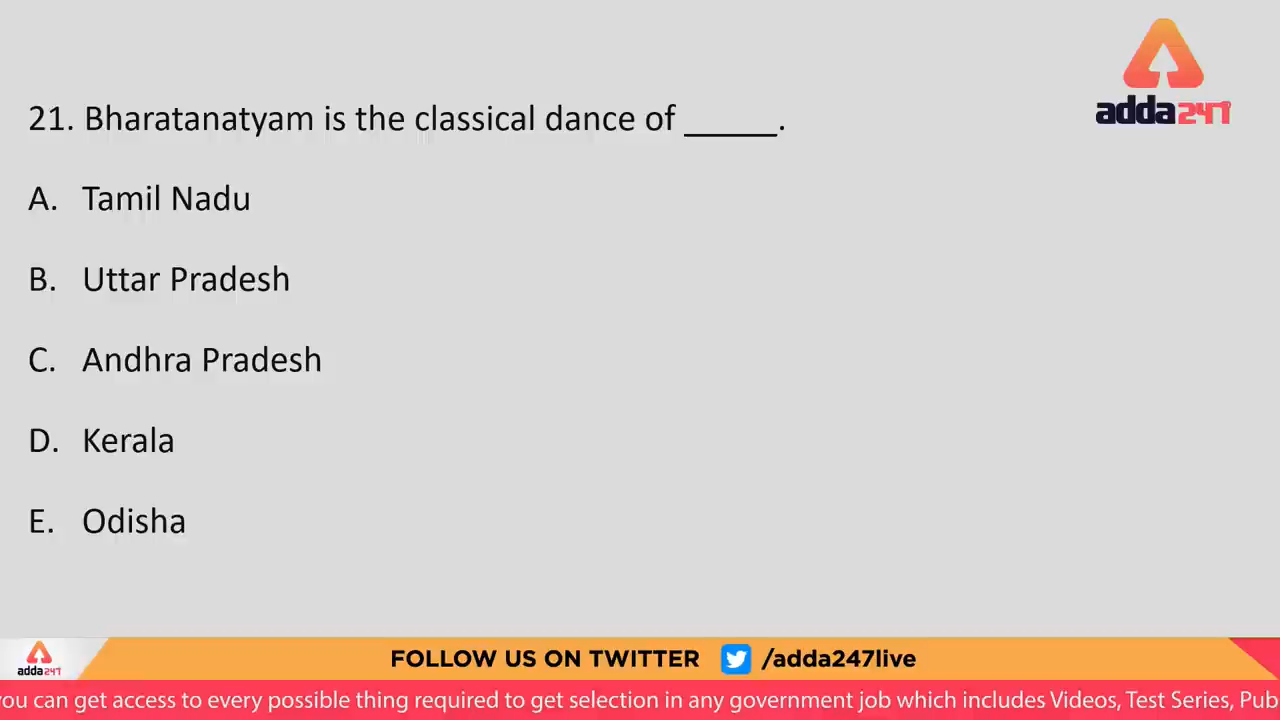 adda247
21. Bharatanatyam is the classical dance of _____.
A. Tamil Nadu
B. Uttar Pradesh
C. Andhra Pradesh
D. Kerala
E. Odisha
adda247
FOLLOW US ON TWITTER /adda247live
you can get access to every possible thing required to get selection in any government job which includes Videos, Test Series, Pub